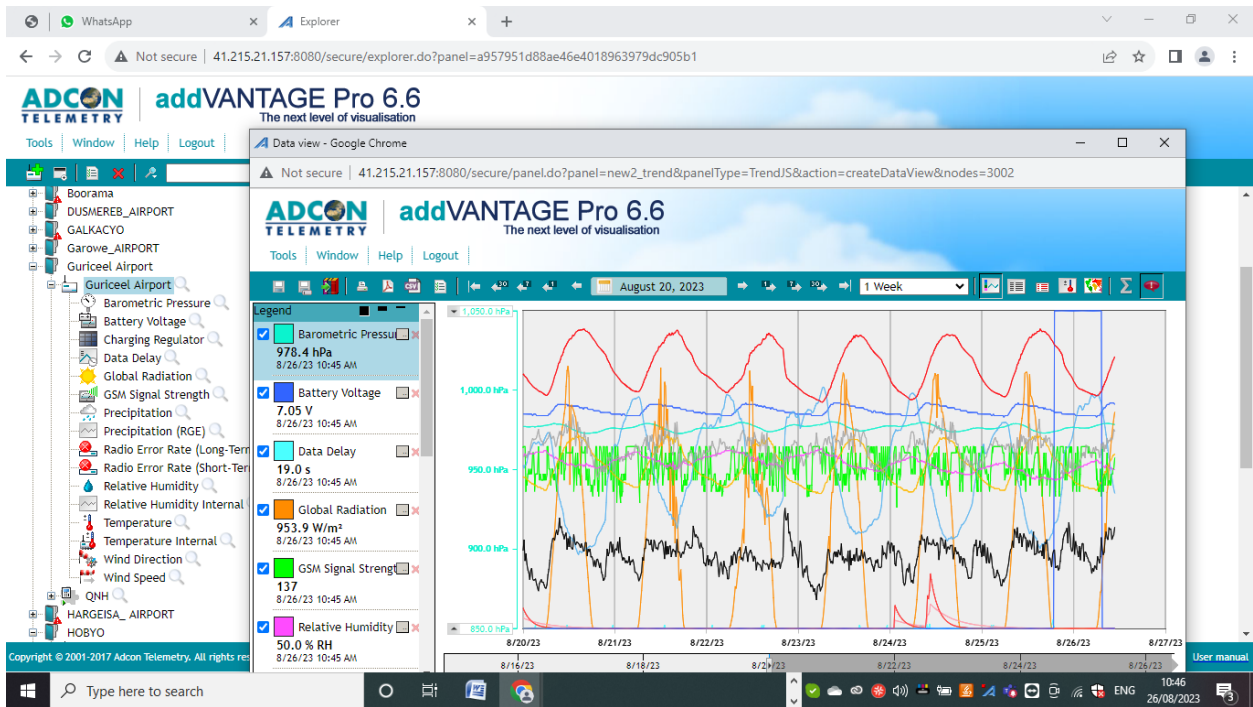 WhatsApp
Explorer
Not secure
41.215.21.157:8080/secure/explorer.do?panel=a957951d88ae46e4018963979dc905b1
ADCON
TELEMETRY
addVANTAGE Pro 6.6
The next level of visualisation
Tools Window Help Logout
Boorama
DUSMEREB_AIRPORT
GALKACYO
Garowe_AIRPORT
Guriceel Airport
Guriceel Airport
Barometric Pressure
Battery Voltage
Charging Regulator
Data Delay
Global Radiation
GSM Signal Strength
Precipitation
Precipitation (RGE)
Radio Error Rate (Long-Term
Radio Error Rate (Short-Ter
Relative Humidity
Relative Humidity Internal
Temperature
Temperature Internal
Wind Direction
Wind Speed
QNH
HARGEISA_ AIRPORT
HOBYO
Copyright © 2001-2017 Adcon Telemetry. All rights res
User manual
Data view - Google Chrome
Not secure
41.215.21.157:8080/secure/panel.do?panel=new2_trend&panelType=TrendJS&action=createDataView&nodes=3002
ADCON
TELEMETRY
addVANTAGE Pro 6.6
The next level of visualisation
Tools Window Help Logout
August 20, 2023
1 Week
Legend
Barometric Pressur
978.4 hPa
8/26/23 10:45 AM
Battery Voltage
7.05 V
8/26/23 10:45 AM
Data Delay
19.0 s
8/26/23 10:45 AM
Global Radiation
953.9 W/m²
8/26/23 10:45 AM
GSM Signal Strengt
137
8/26/23 10:45 AM
Relative Humidity
50.0 % RH
8/26/23 10:45 AM
1,050.0 hPa
1,000.0 hPa
950.0 hPa
900.0 hPa
850.0 hPa
8/20/23 8/21/23 8/22/23 8/23/23 8/24/23 8/25/23 8/26/23 8/27/23
8/16/23 8/18/23 8/20/23 8/22/23 8/24/23 8/26/23
Type here to search
ENG
10:46
26/08/2023
3